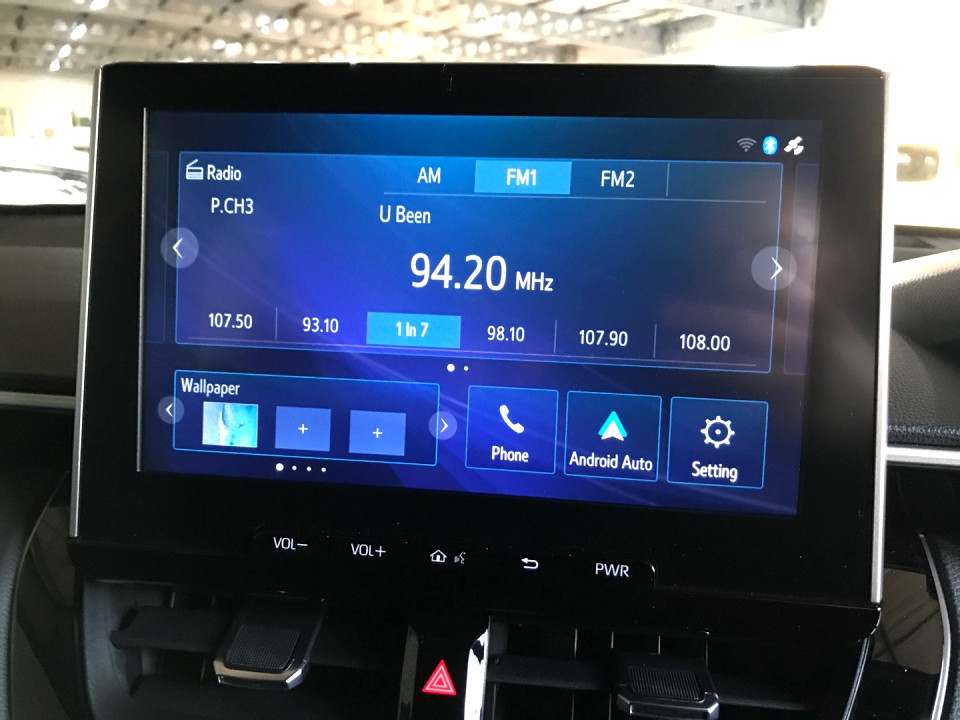 Radio AM FM1 FM2
P.CH3 U Been
94.20 MHz
107.50 93.10 1 In 7 98.10 107.90 108.00
Wallpaper
+ +
Phone Android Auto Setting
VOL− VOL+ PWR